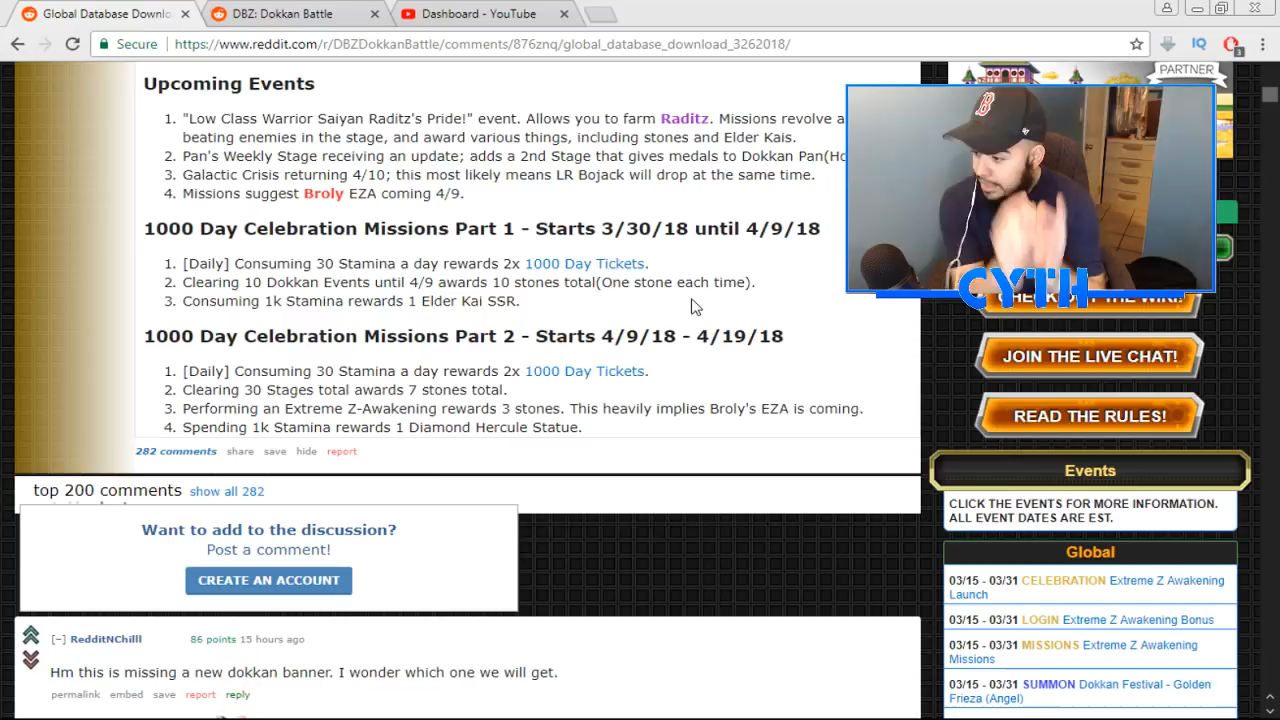 Global Database Downlo
DBZ: Dokkan Battle
Dashboard - YouTube
Secure
https://www.reddit.com/r/DBZDokkanBattle/comments/876znq/global_database_download_3262018/
IQ
3
Upcoming Events
1. "Low Class Warrior Saiyan Raditz's Pride!" event. Allows you to farm Raditz. Missions revolve a
beating enemies in the stage, and award various things, including stones and Elder Kais.
2. Pan's Weekly Stage receiving an update; adds a 2nd Stage that gives medals to Dokkan Pan(Ho
3. Galactic Crisis returning 4/10; this most likely means LR Bojack will drop at the same time.
4. Missions suggest Broly EZA coming 4/9.
1000 Day Celebration Missions Part 1 - Starts 3/30/18 until 4/9/18
1. [Daily] Consuming 30 Stamina a day rewards 2x 1000 Day Tickets.
2. Clearing 10 Dokkan Events until 4/9 awards 10 stones total(One stone each time).
3. Consuming 1k Stamina rewards 1 Elder Kai SSR.
1000 Day Celebration Missions Part 2 - Starts 4/9/18 - 4/19/18
1. [Daily] Consuming 30 Stamina a day rewards 2x 1000 Day Tickets.
2. Clearing 30 Stages total awards 7 stones total.
3. Performing an Extreme Z-Awakening rewards 3 stones. This heavily implies Broly's EZA is coming.
4. Spending 1k Stamina rewards 1 Diamond Hercule Statue.
282 comments share save hide report
top 200 comments show all 282
Want to add to the discussion?
Post a comment!
CREATE AN ACCOUNT
[-] RedditNChilll 86 points 15 hours ago
Hm this is missing a new dokkan banner. I wonder which one we will get.
permalink embed save report reply
PARTNER
B
CYTH
CHECK OUT THE WIKI!
JOIN THE LIVE CHAT!
READ THE RULES!
Events
CLICK THE EVENTS FOR MORE INFORMATION.
ALL EVENT DATES ARE EST.
Global
03/15 - 03/31 CELEBRATION Extreme Z Awakening
Launch
03/15 - 03/31 LOGIN Extreme Z Awakening Bonus
03/15 - 03/31 MISSIONS Extreme Z Awakening
Missions
03/15 - 03/31 SUMMON Dokkan Festival - Golden
Frieza (Angel)